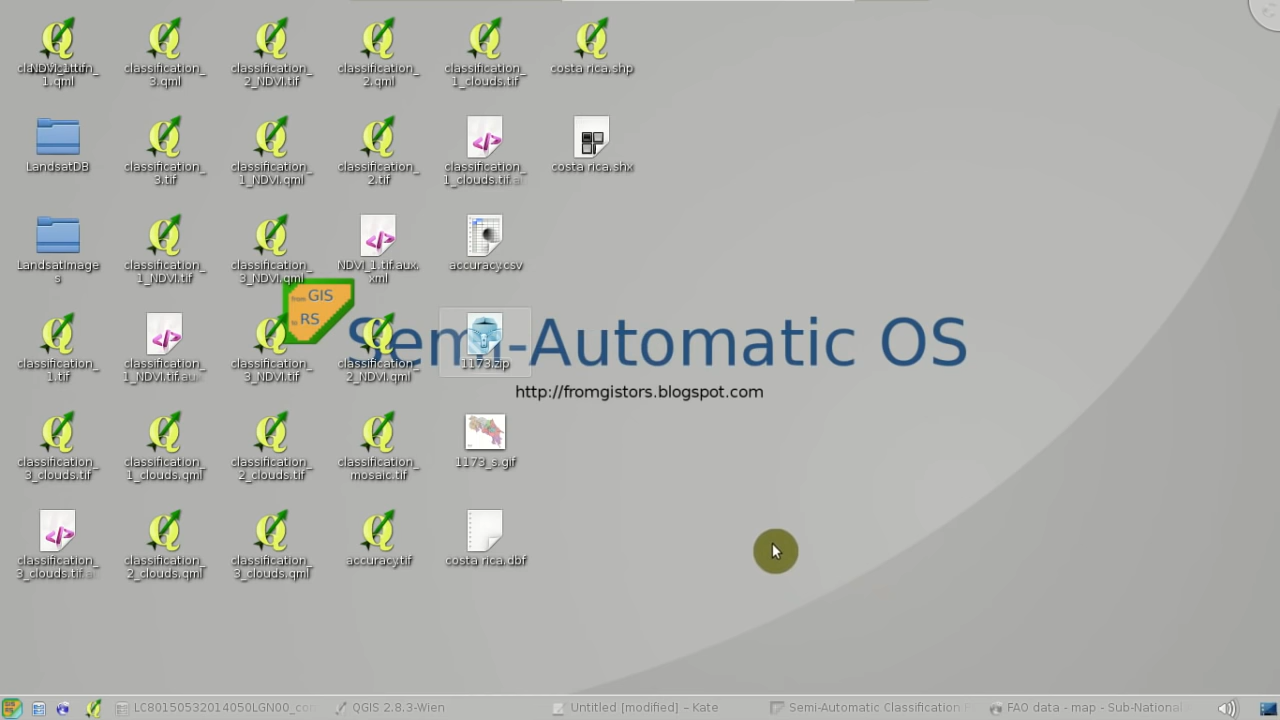 classification_
1.qml
classification_
3.qml
classification_
2_NDVI.tif
classification_
2.qml
classification_
1_clouds.tif
costa rica.shp
LandsatDB
classification_
3.tif
classification_
1_NDVI.qml
classification_
2.tif
classification_
1_clouds.tif.a
costa rica.shx
LandsatImage
s
classification_
1_NDVI.tif
classification_
3_NDVI.qml
NDVI_1.tif.aux.
xml
accuracy.csv
from GIS
to RS
Semi-Automatic OS
http://fromgistors.blogspot.com
classification_
1.tif
classification_
1_NDVI.tif.au
classification_
3_NDVI.tif
classification_
2_NDVI.qml
1173.zip
classification_
3_clouds.tif
classification_
1_clouds.qml
classification_
2_clouds.tif
classification_
mosaic.tif
1173_s.gif
classification_
3_clouds.tif.a
classification_
2_clouds.qml
classification_
3_clouds.qml
accuracy.tif
costa rica.dbf
LC80150532014050LGN00_co
QGIS 2.8.3-Wien
Untitled [modified] – Kate
Semi-Automatic Classification
FAO data - map - Sub-National